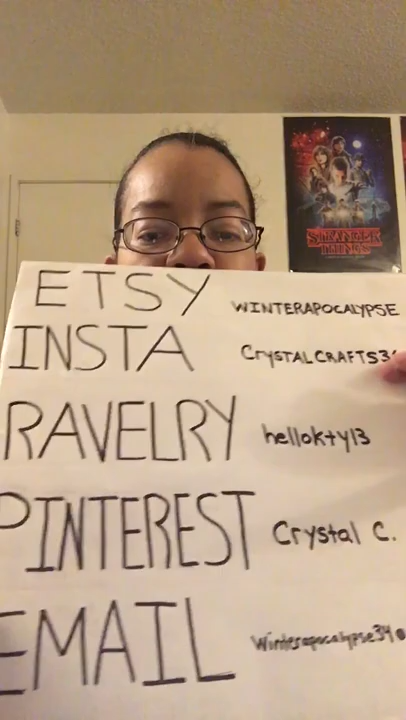 STRANGER
THINGS
ETSY WINTERAPOCALYPSE
INSTA CrYSTALCRAFTS3
RAVELRY hellokty13
PINTEREST Crystal C.
EMAIL Winterapocalypse34@